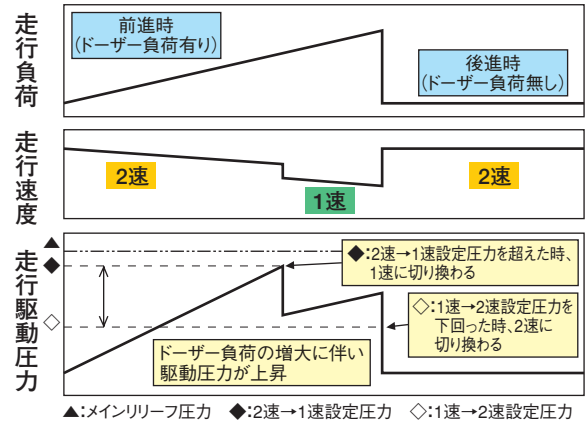 走行負荷
前進時
(ドーザー負荷有り)
後進時
(ドーザー負荷無し)
走行速度
2速
1速
2速
走行駆動圧力
▲
◆
◇
◆:2速→1速設定圧力を超えた時、
1速に切り換わる
◇:1速→2速設定圧力を
下回った時、2速に
切り換わる
ドーザー負荷の増大に伴い
駆動圧力が上昇
▲:メインリリーフ圧力 ◆:2速→1速設定圧力 ◇:1速→2速設定圧力